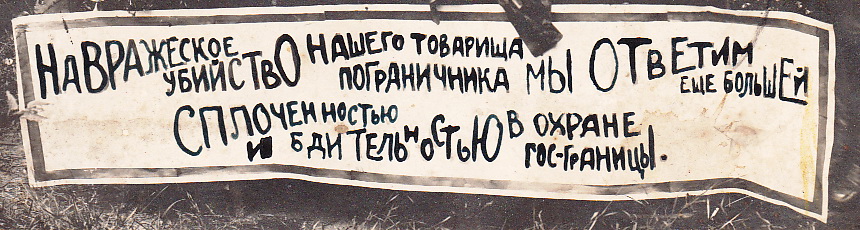 НА ВРАЖЕСКОЕ УБИЙСТВО НАШЕГО ТОВАРИЩА ПОГРАНИЧНИКА МЫ ОТВЕТИМ ЕЩЕ БОЛЬШЕЙ
СПЛОЧЕННОСТЬЮ И БДИТЕЛЬНОСТЬЮ В ОХРАНЕ ГОС-ГРАНИЦЫ.